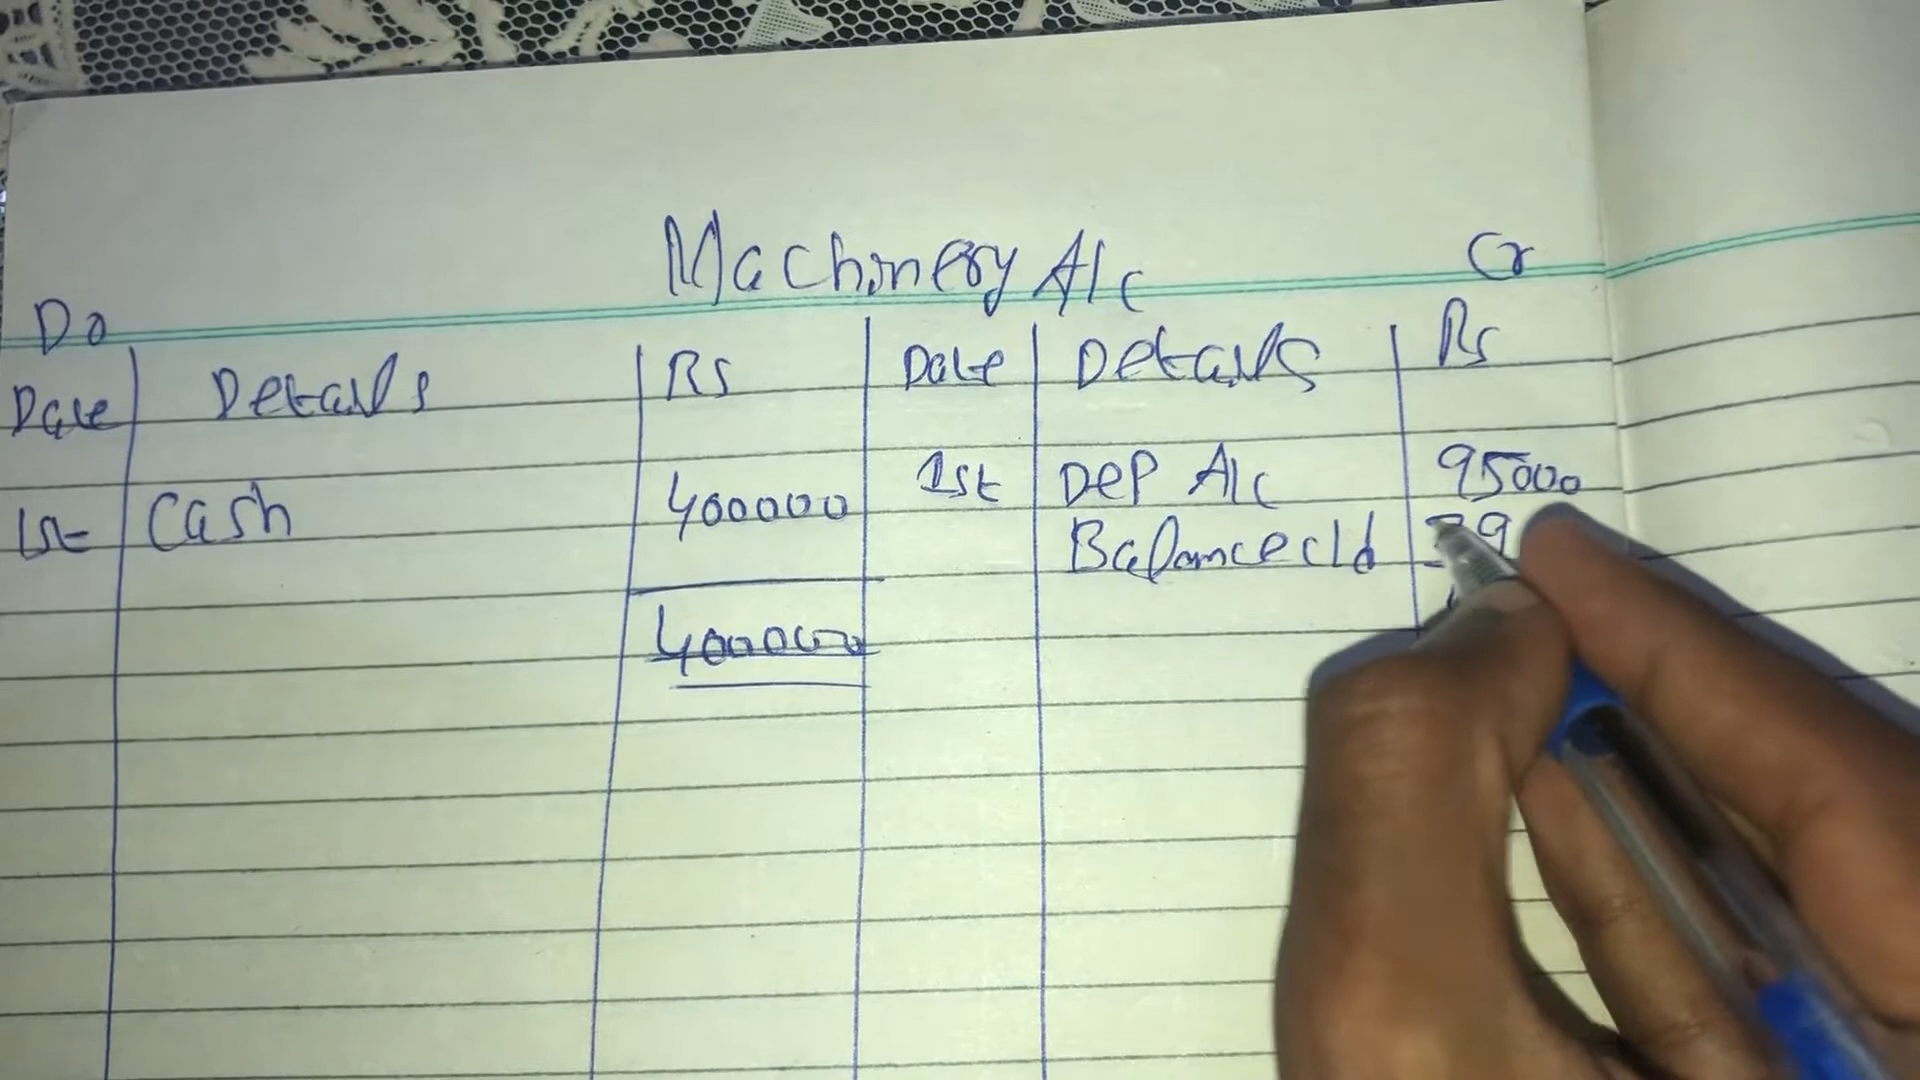 Machinery A/c
Dr Cr
Date Details Rs Date Details Rs
1st Cash 400000 1st Dep A/c 95000
Balance c/d
400000